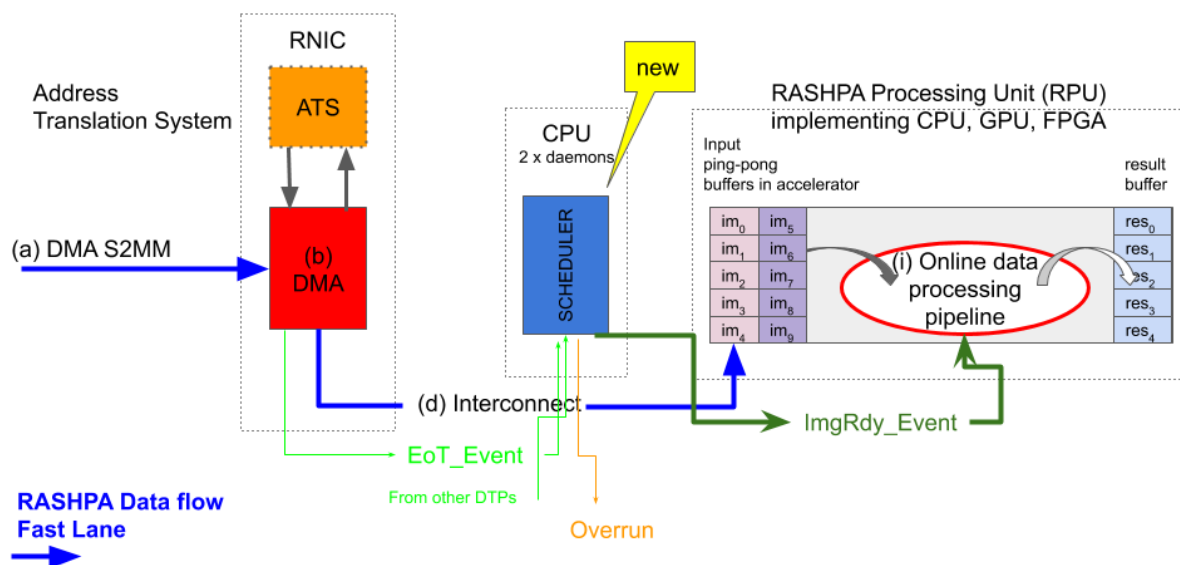 RNIC
ATS
Address
Translation System
(a) DMA S2MM
(b)
DMA
new
CPU
2 x daemons
SCHEDULER
RASHPA Processing Unit (RPU)
implementing CPU, GPU, FPGA
Input
ping-pong
buffers in accelerator
result
buffer
im0 im5
im1 im6
im2 im7
im3 im8
im4 im9
(i) Online data
processing
pipeline
res0
res1
res2
res3
res4
(d) Interconnect
ImgRdy_Event
EoT_Event
From other DTPs
Overrun
RASHPA Data flow
Fast Lane